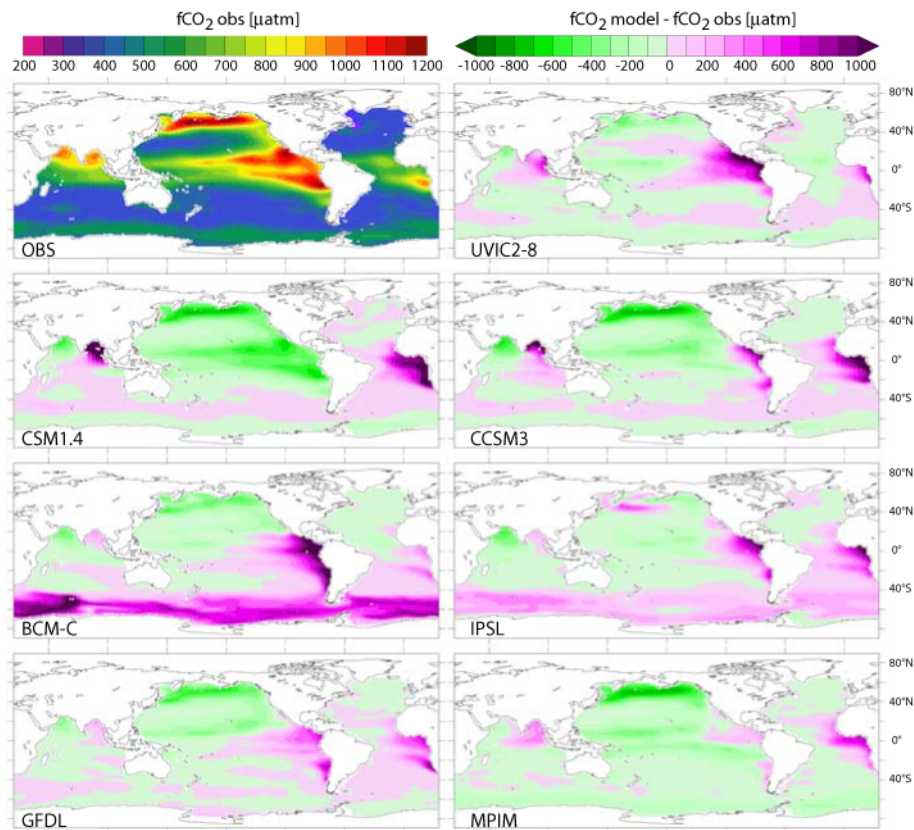 fCO₂ obs [µatm]
fCO₂ model - fCO₂ obs [µatm]
200 300 400 500 600 700 800 900 1000 1100 1200
-1000 -800 -600 -400 -200 0 200 400 600 800 1000
80°N
40°N
0°
40°S
OBS
UVIC2-8
80°N
40°N
0°
40°S
CSM1.4
CCSM3
80°N
40°N
0°
40°S
BCM-C
IPSL
80°N
40°N
0°
40°S
GFDL
MPIM